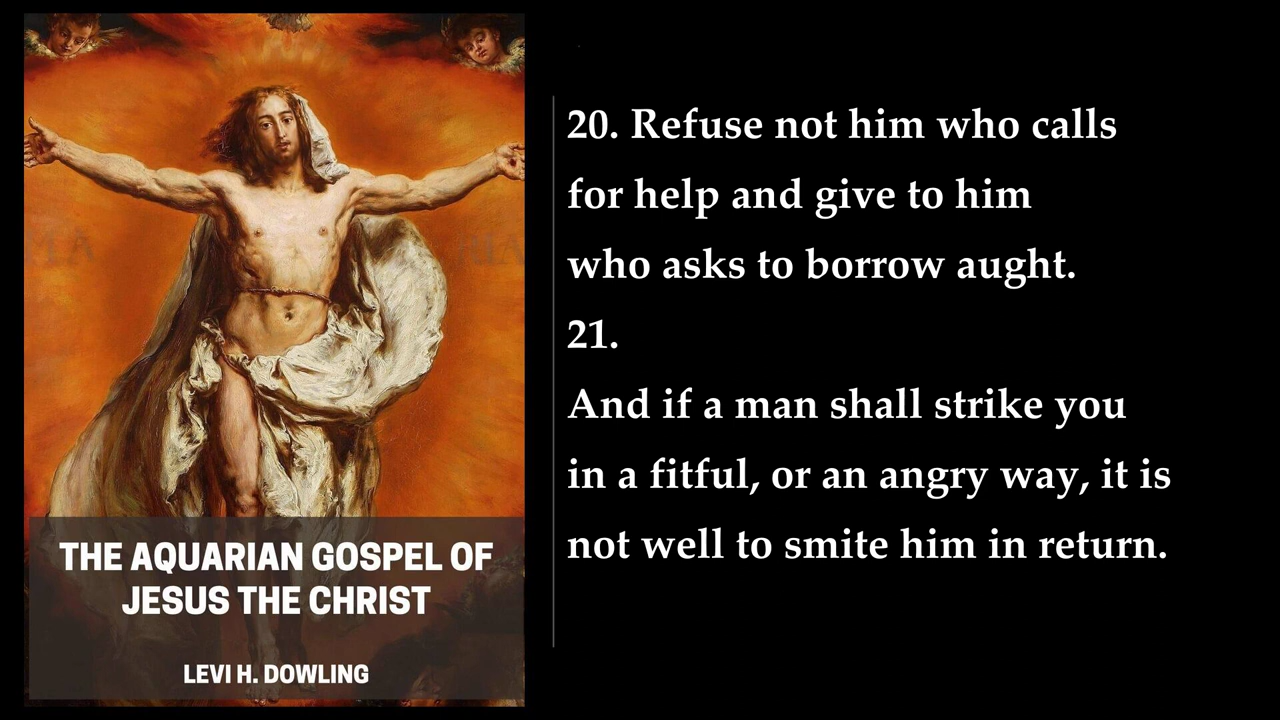 THE AQUARIAN GOSPEL OF
JESUS THE CHRIST
LEVI H. DOWLING
20. Refuse not him who calls
for help and give to him
who asks to borrow aught.
21.
And if a man shall strike you
in a fitful, or an angry way, it is
not well to smite him in return.